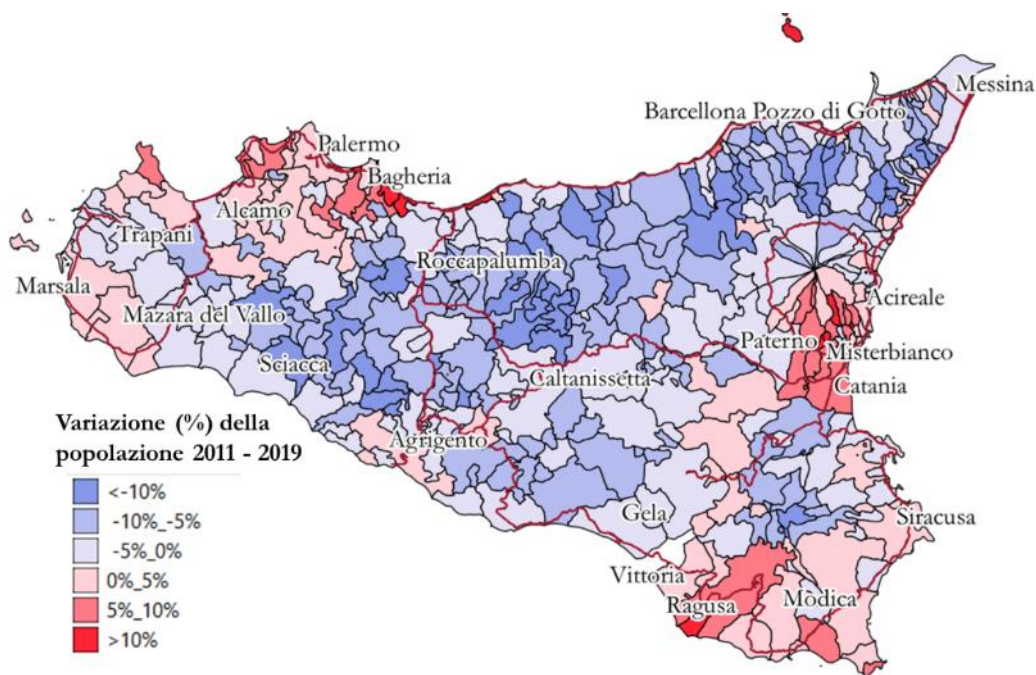 Messina
Barcellona Pozzo di Gotto
Palermo
Bagheria
Alcamo
Trapani
Roccapalumba
Marsala
Acireale
Mazara del Vallo
Paterno
Misterbianco
Sciacca
Caltanissetta
Catania
Variazione (%) della
popolazione 2011 - 2019
Agrigento
<-10%
-10%_-5%
Gela
Siracusa
-5%_0%
0%_5%
Vittoria
5%_10%
Ragusa
Modica
>10%